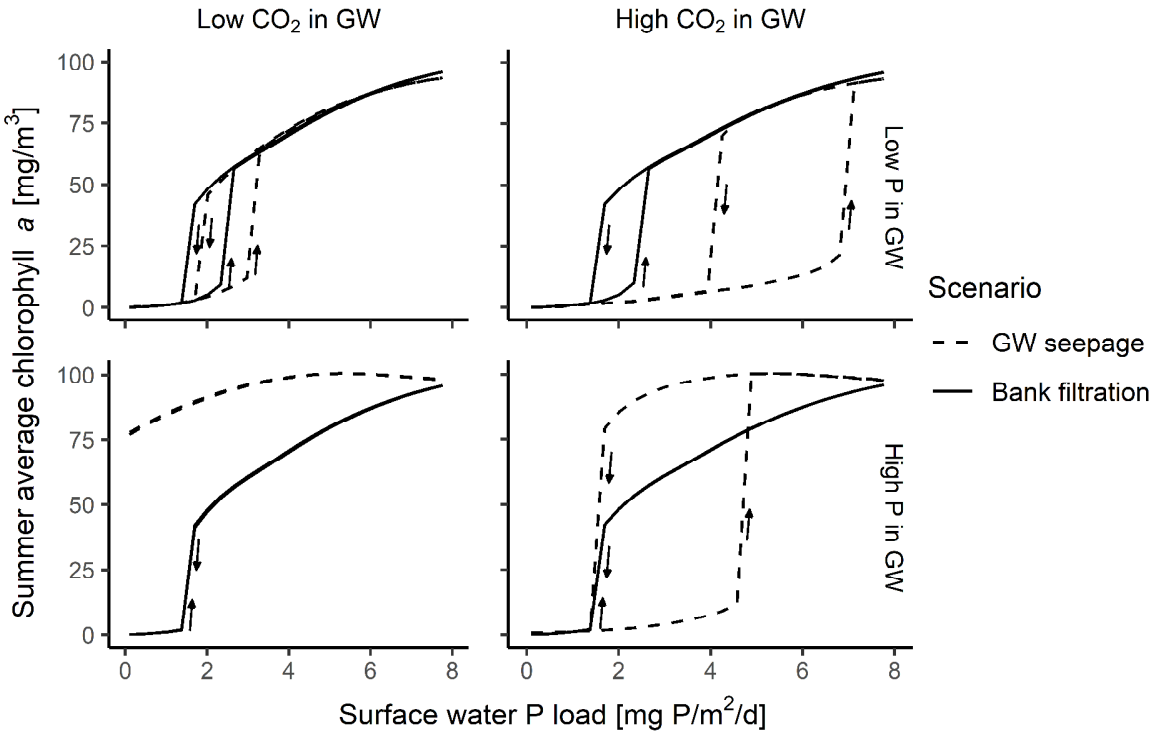 Low CO₂ in GW
High CO₂ in GW
Summer average chlorophyll a [mg/m³]
100
75
50
25
0
Low P in GW
100
75
50
25
0
High P in GW
0 2 4 6 8
0 2 4 6 8
Surface water P load [mg P/m²/d]
Scenario
GW seepage
Bank filtration